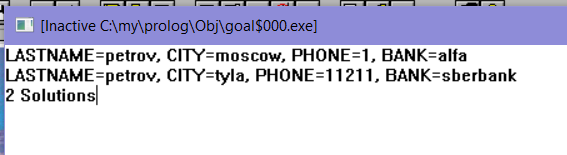 [Inactive C:\my\prolog\Obj\goal$000.exe]
LASTNAME=petrov, CITY=moscow, PHONE=1, BANK=alfa
LASTNAME=petrov, CITY=tyla, PHONE=11211, BANK=sberbank
2 Solutions